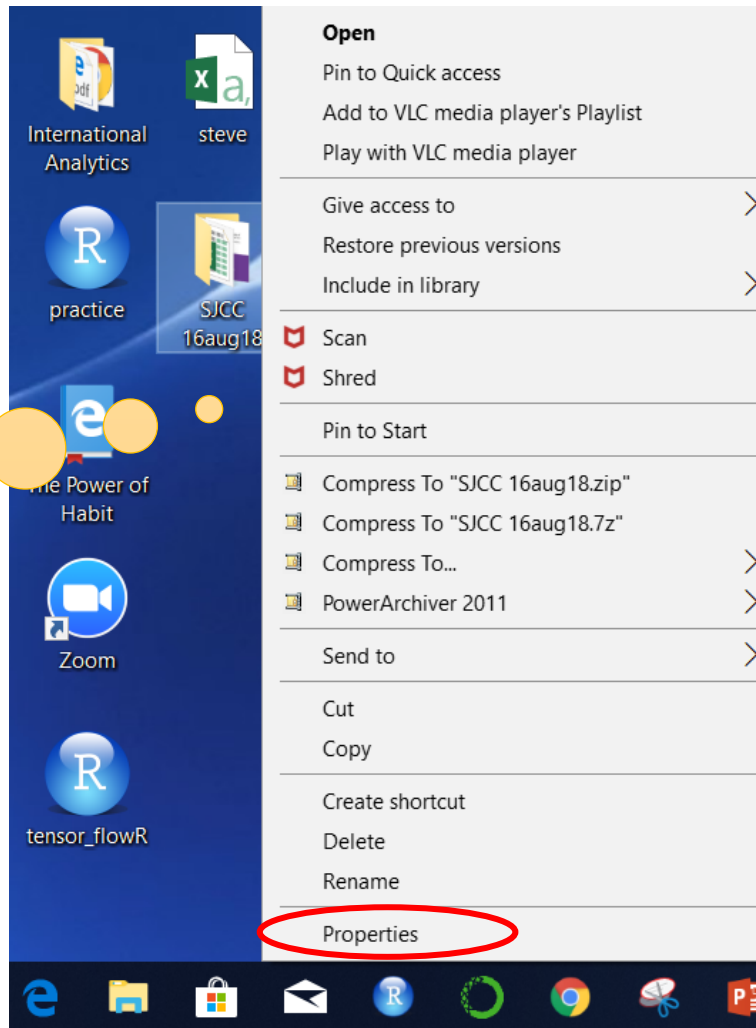 International
Analytics
steve
practice
SJCC
16aug18
The Power of
Habit
Zoom
tensor_flowR
Open
Pin to Quick access
Add to VLC media player's Playlist
Play with VLC media player
Give access to
Restore previous versions
Include in library
Scan
Shred
Pin to Start
Compress To "SJCC 16aug18.zip"
Compress To "SJCC 16aug18.7z"
Compress To...
PowerArchiver 2011
Send to
Cut
Copy
Create shortcut
Delete
Rename
Properties